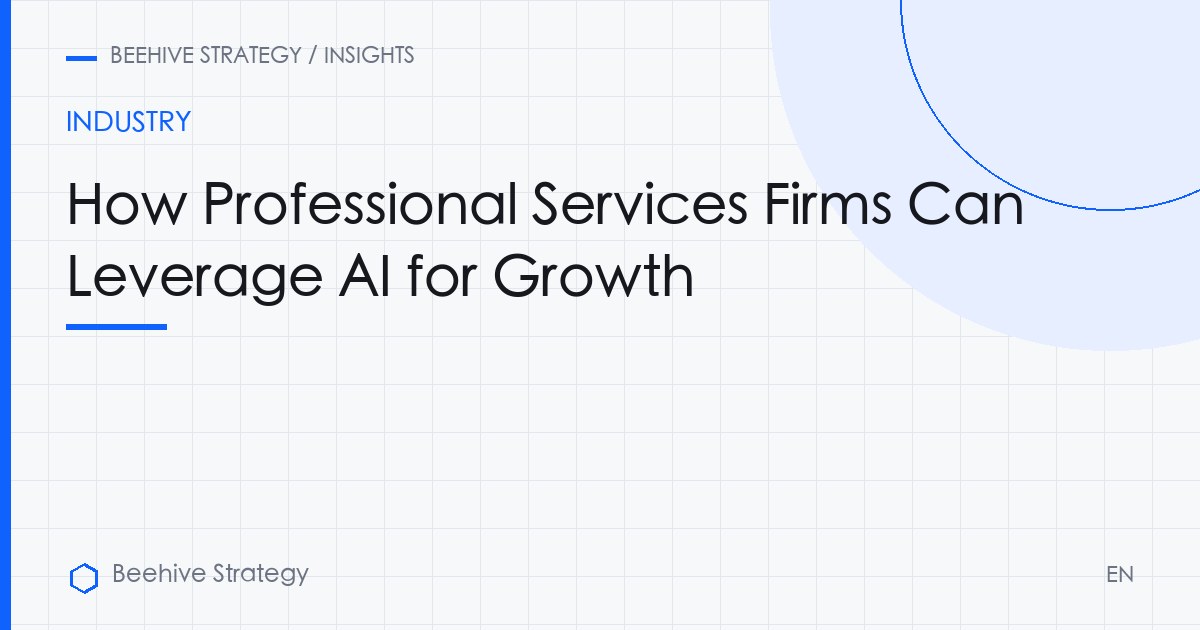 BEEHIVE STRATEGY / INSIGHTS
INDUSTRY
How Professional Services Firms Can
Leverage AI for Growth
Beehive Strategy
EN